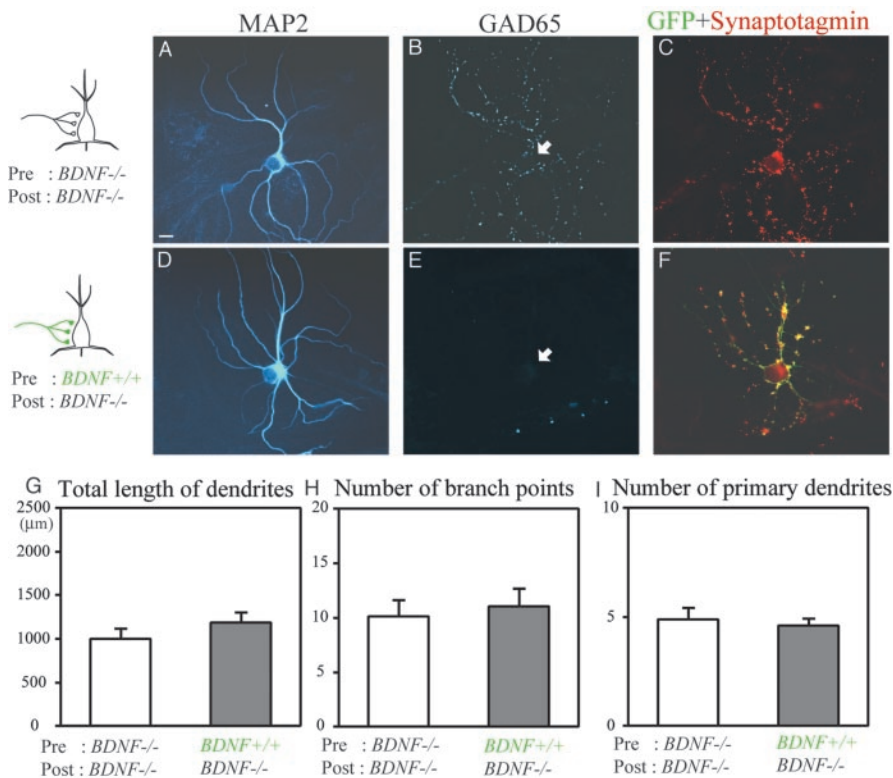 MAP2 GAD65 GFP+Synaptotagmin
A B C
Pre : BDNF-/-
Post : BDNF-/-
D E F
Pre : BDNF+/+
Post : BDNF-/-
G Total length of dendrites H Number of branch points I Number of primary dendrites
2500
(μm)
2000
1500
1000
500
0
20
15
10
5
0
10
5
0
Pre : BDNF-/- BDNF+/+ Pre : BDNF-/- BDNF+/+ Pre : BDNF-/- BDNF+/+
Post : BDNF-/- BDNF-/- Post : BDNF-/- BDNF-/- Post : BDNF-/- BDNF-/-